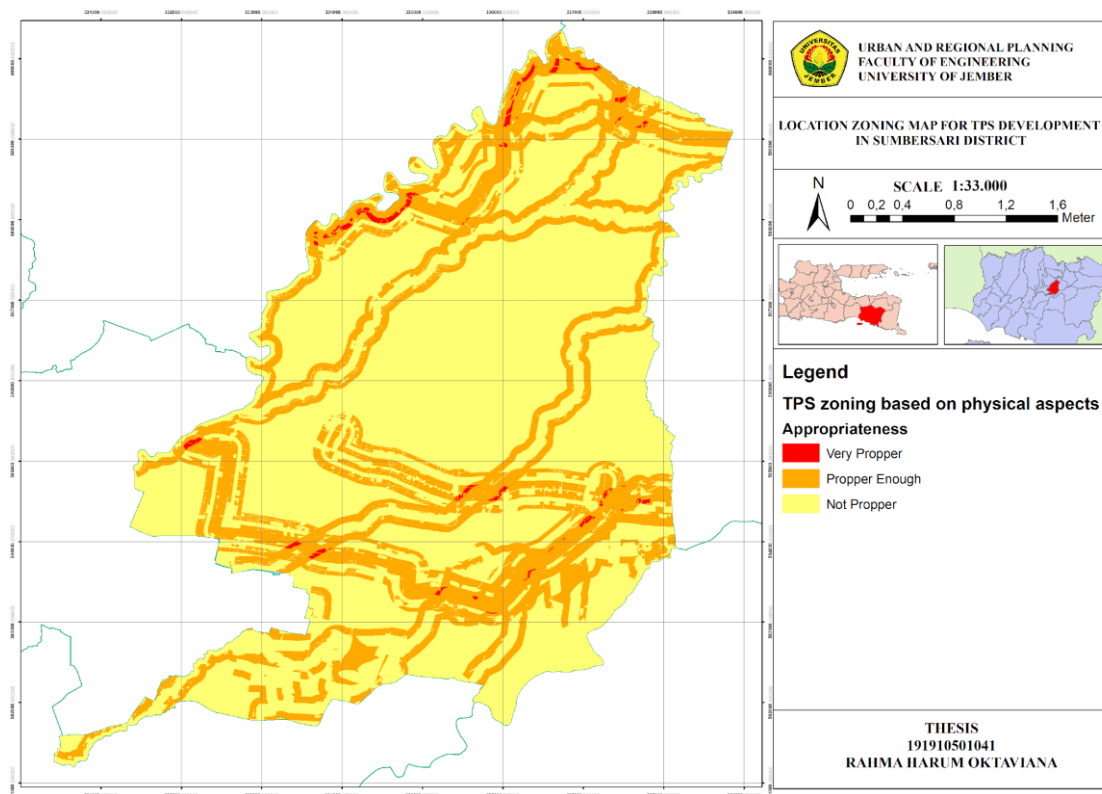 UNIVERSITAS
JEMBER
URBAN AND REGIONAL PLANNING
FACULTY OF ENGINEERING
UNIVERSITY OF JEMBER
LOCATION ZONING MAP FOR TPS DEVELOPMENT
IN SUMBERSARI DISTRICT
N
SCALE 1:33.000
0 0,2 0,4 0,8 1,2 1,6
Meter
Legend
TPS zoning based on physical aspects
Appropriateness
Very Propper
Propper Enough
Not Propper
THESIS
191910501041
RAHMA HARUM OKTAVIANA